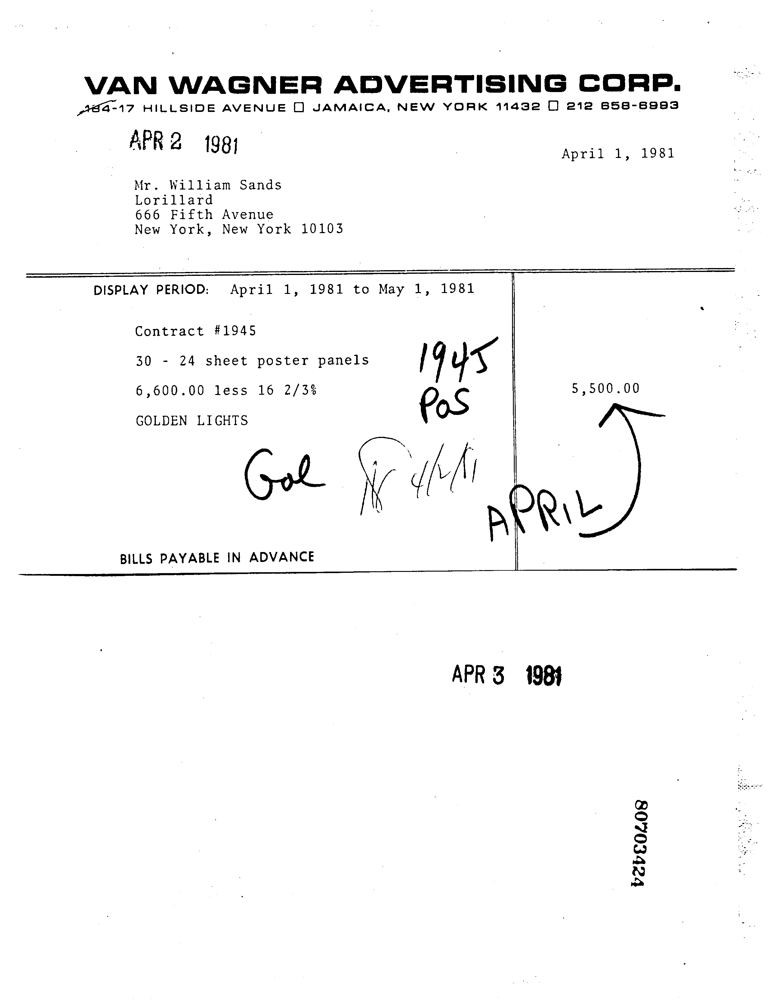 VAN WAGNER ADVERTISING CORP.
184-17 HILLSIDE AVENUE □ JAMAICA, NEW YORK 11432 □ 212 658-6993
APR 2 1981
April 1, 1981
Mr. William Sands
Lorillard
666 Fifth Avenue
New York, New York 10103
DISPLAY PERIOD: April 1, 1981 to May 1, 1981
Contract #1945
30 - 24 sheet poster panels
1945
6,600.00 less 16 2/3%
5,500.00
POS
GOLDEN LIGHTS
Gol
4/2/81
APRIL
BILLS PAYABLE IN ADVANCE
APR 3 1981
80703424